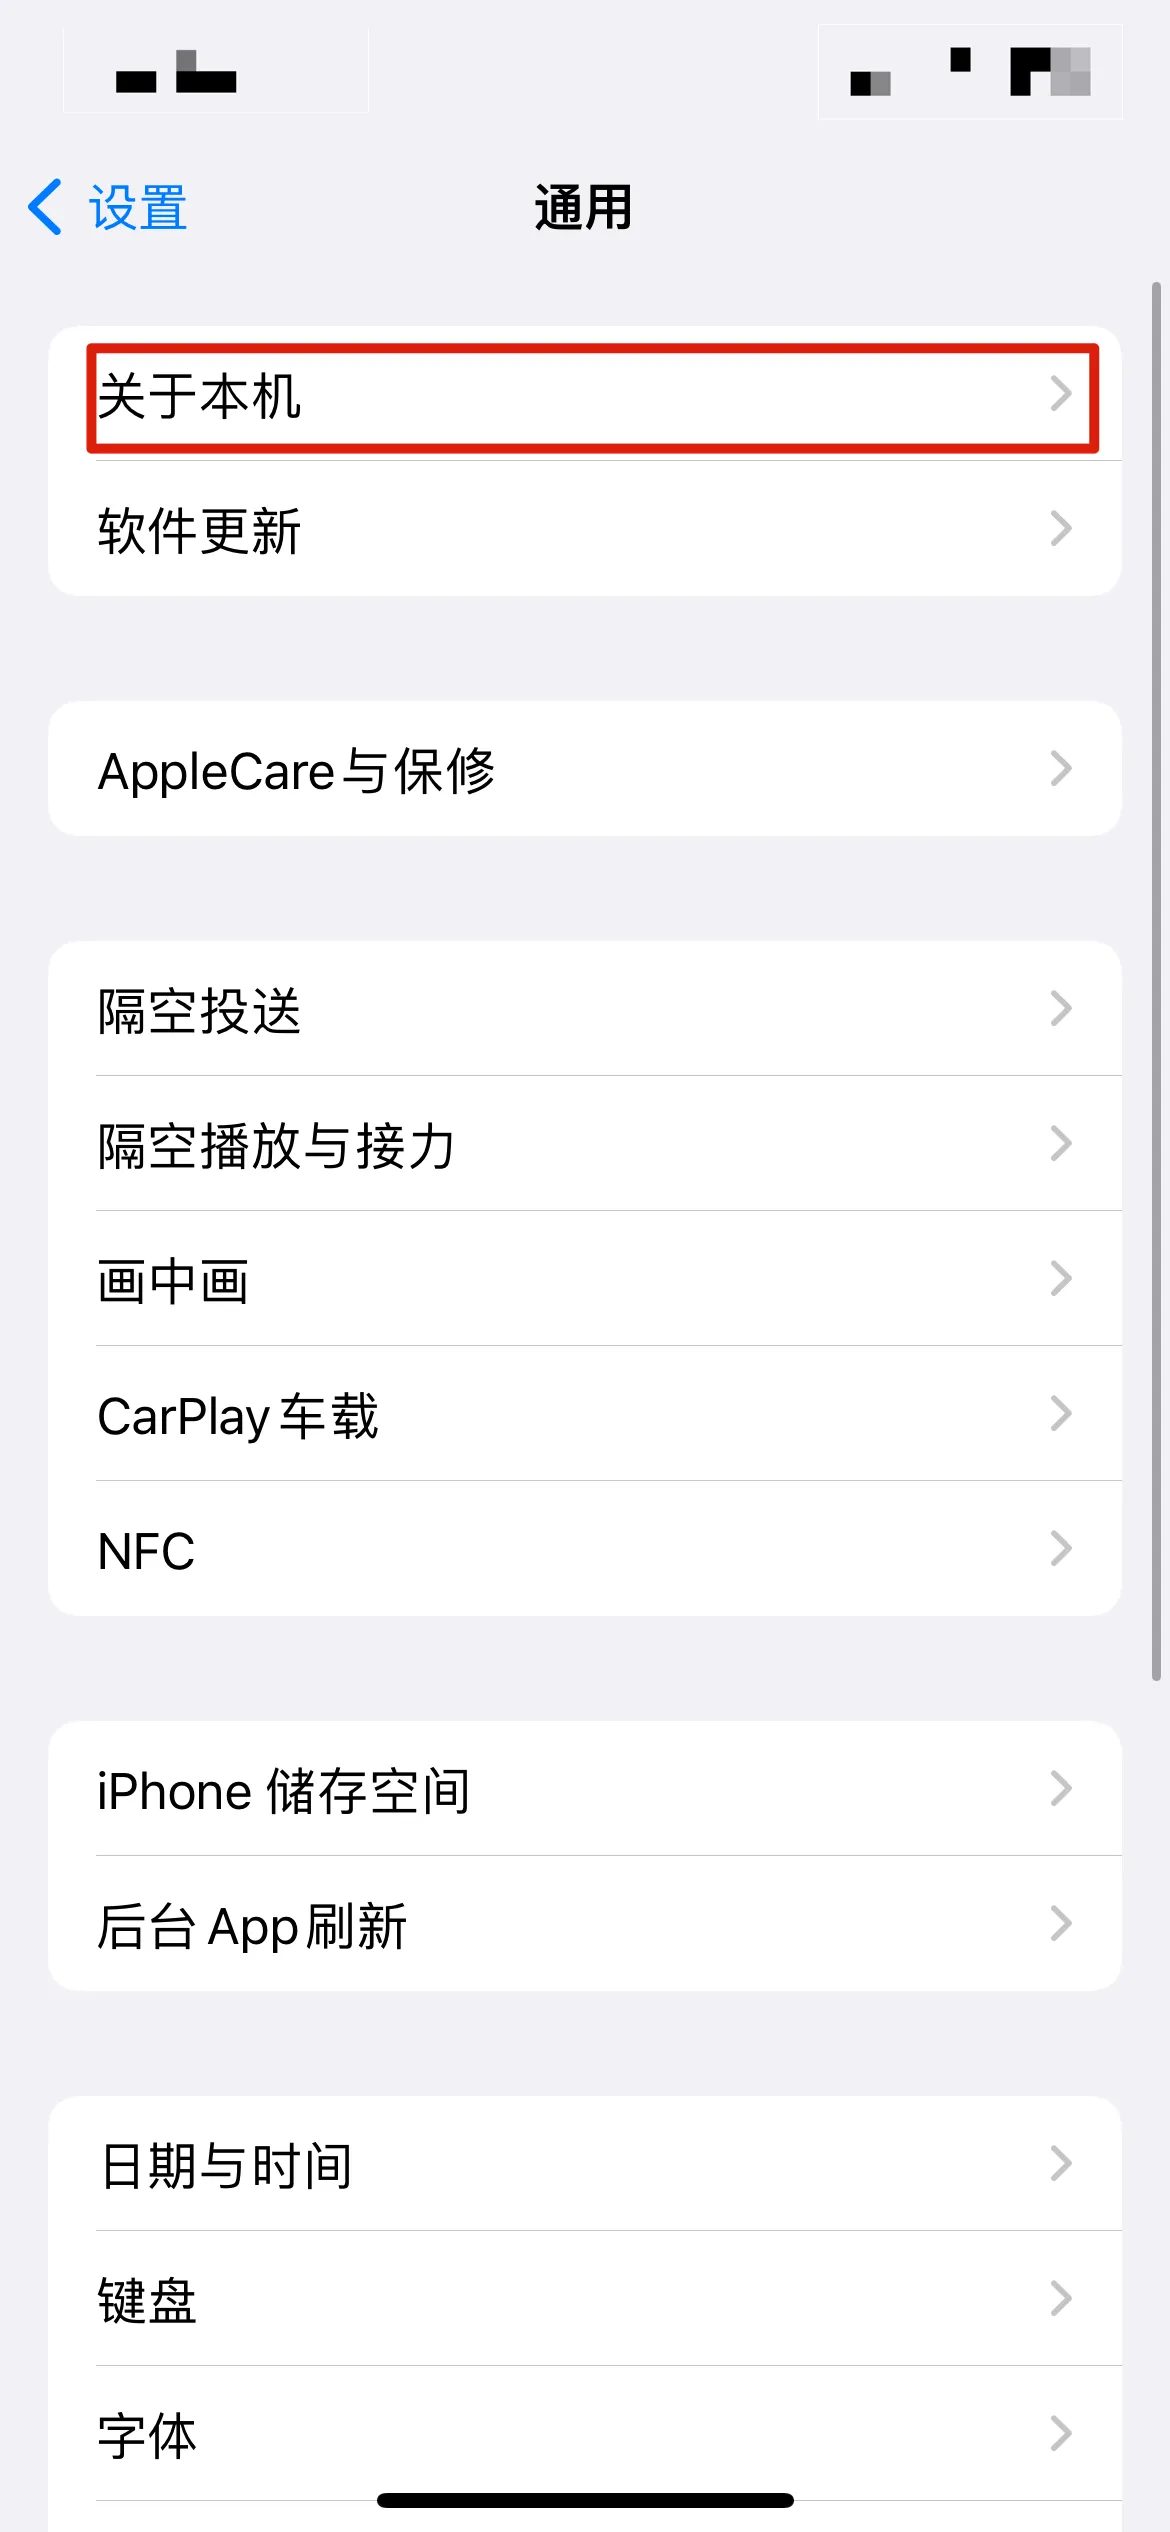 设置
通用
关于本机
软件更新
AppleCare与保修
隔空投送
隔空播放与接力
画中画
CarPlay车载
NFC
iPhone 储存空间
后台App刷新
日期与时间
键盘
字体